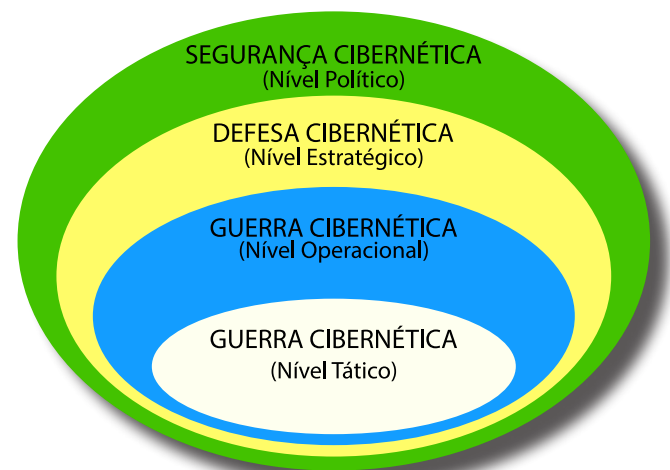 SEGURANÇA CIBERNÉTICA
(Nível Político)
DEFESA CIBERNÉTICA
(Nível Estratégico)
GUERRA CIBERNÉTICA
(Nível Operacional)
GUERRA CIBERNÉTICA
(Nível Tático)